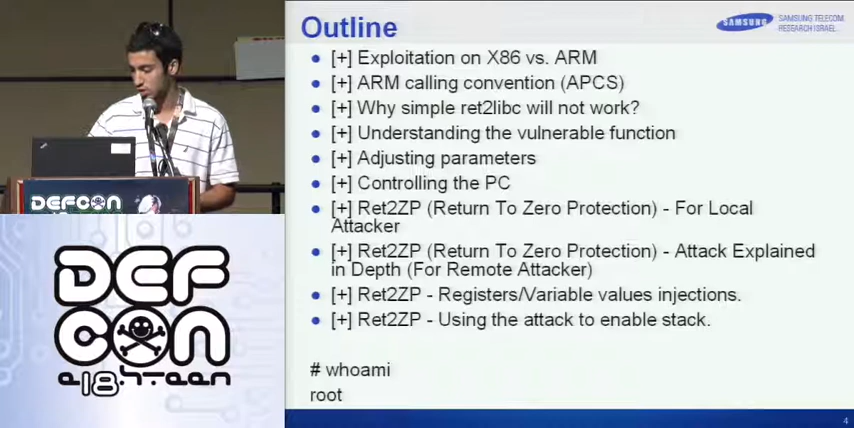 Outline
SAMSUNG
SAMSUNG TELECOM
RESEARCH ISRAEL
[+] Exploitation on X86 vs. ARM
[+] ARM calling convention (APCS)
[+] Why simple ret2libc will not work?
[+] Understanding the vulnerable function
[+] Adjusting parameters
[+] Controlling the PC
[+] Ret2ZP (Return To Zero Protection) - For Local
Attacker
[+] Ret2ZP (Return To Zero Protection) - Attack Explained
in Depth (For Remote Attacker)
[+] Ret2ZP - Registers/Variable values injections.
[+] Ret2ZP - Using the attack to enable stack.
# whoami
root
4
DEFCON
DEF
CON
e18hteen